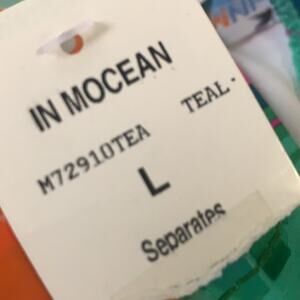 IN MOCEAN
M72910TEA TEAL
L
Separates